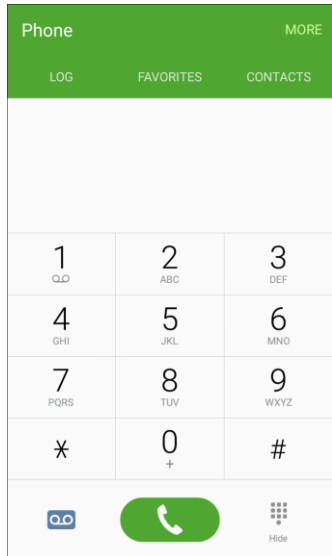 Phone MORE
LOG FAVORITES CONTACTS
1 2 3
ABC DEF
4 5 6
GHI JKL MNO
7 8 9
PQRS TUV WXYZ
* 0 #
+
Hide